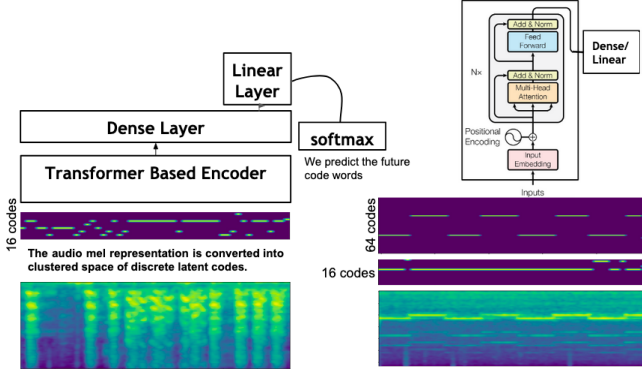 Linear
Layer
Dense Layer
softmax
We predict the future
code words
Transformer Based Encoder
16 codes
The audio mel representation is converted into
clustered space of discrete latent codes.
Add & Norm
Feed
Forward
Dense/
Linear
N×
Add & Norm
Multi-Head
Attention
Positional
Encoding
Input
Embedding
Inputs
64 codes
16 codes